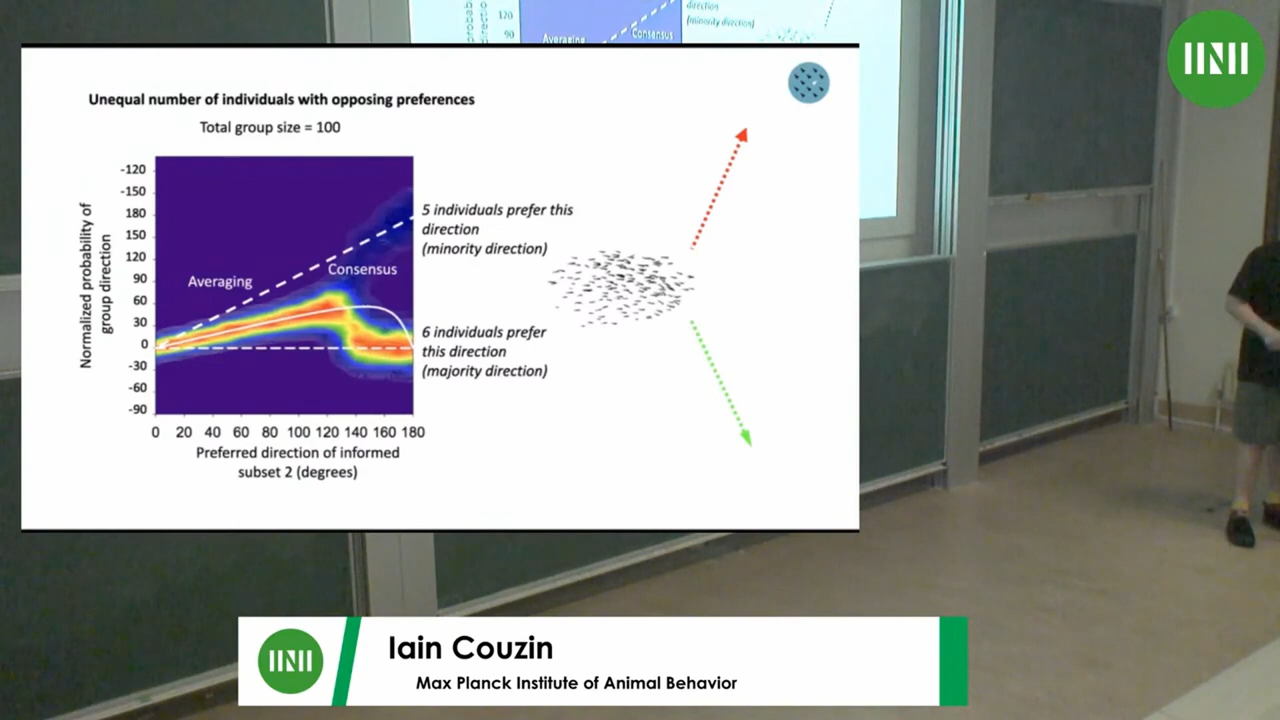 120
90
Averaging
Consensus
direction
(minority direction)
Unequal number of individuals with opposing preferences
Total group size = 100
-120
-150
180
150
120
90
60
30
0
-30
-60
-90
Normalized probability of
group direction
Averaging
Consensus
5 individuals prefer this
direction
(minority direction)
6 individuals prefer
this direction
(majority direction)
0 20 40 60 80 100 120 140 160 180
Preferred direction of informed
subset 2 (degrees)
Iain Couzin
Max Planck Institute of Animal Behavior